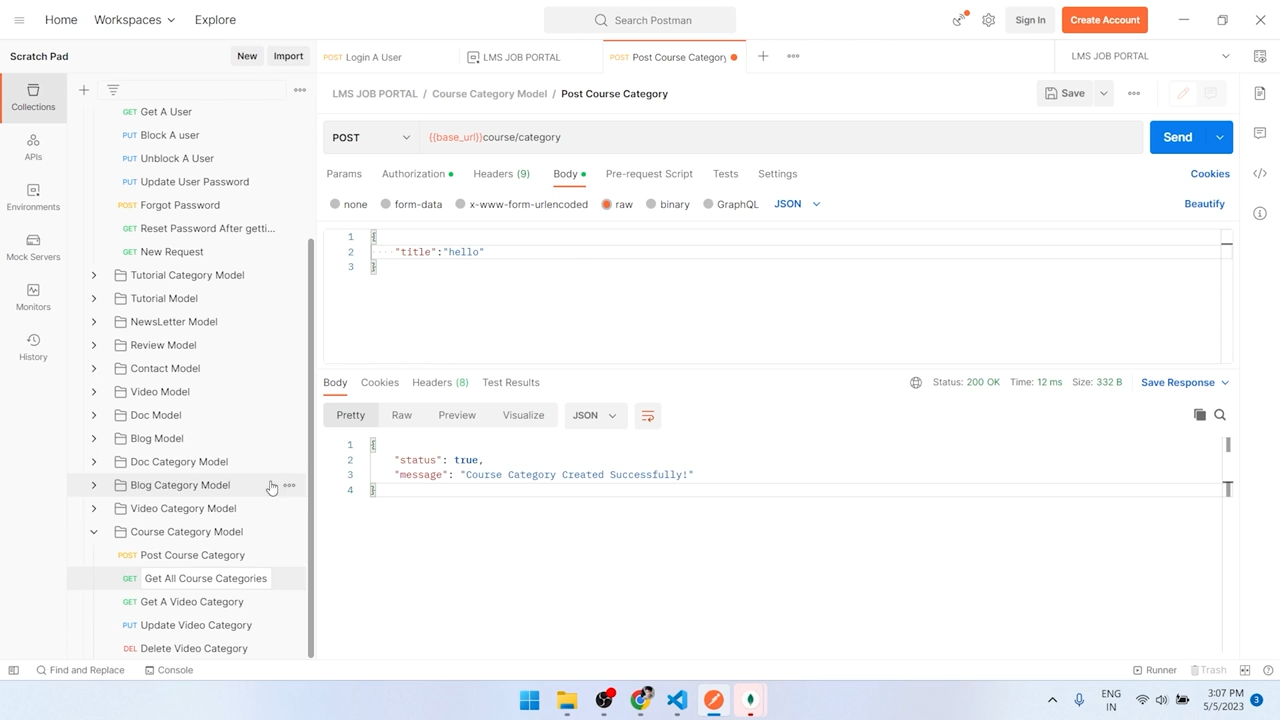 Home
Workspaces
Explore
Search Postman
Sign In
Create Account
Scratch Pad
New
Import
POST Login A User
LMS JOB PORTAL
POST Post Course Category
LMS JOB PORTAL
Collections
APIs
Environments
Mock Servers
Monitors
History
GET Get A User
PUT Block A user
PUT Unblock A User
PUT Update User Password
POST Forgot Password
GET Reset Password After getti...
GET New Request
Tutorial Category Model
Tutorial Model
NewsLetter Model
Review Model
Contact Model
Video Model
Doc Model
Blog Model
Doc Category Model
Blog Category Model
Video Category Model
Course Category Model
POST Post Course Category
GET Get All Course Categories
GET Get A Video Category
PUT Update Video Category
DEL Delete Video Category
LMS JOB PORTAL / Course Category Model / Post Course Category
Save
POST
{{base_url}}course/category
Send
Params
Authorization
Headers (9)
Body
Pre-request Script
Tests
Settings
Cookies
none
form-data
x-www-form-urlencoded
raw
binary
GraphQL
JSON
Beautify
1 {
2 "title":"hello"
3 }
Body
Cookies
Headers (8)
Test Results
Status: 200 OK
Time: 12 ms
Size: 332 B
Save Response
Pretty
Raw
Preview
Visualize
JSON
1 {
2 "status": true,
3 "message": "Course Category Created Successfully!"
4 }
Find and Replace
Console
Runner
Trash
ENG
IN
3:07 PM
5/5/2023
3